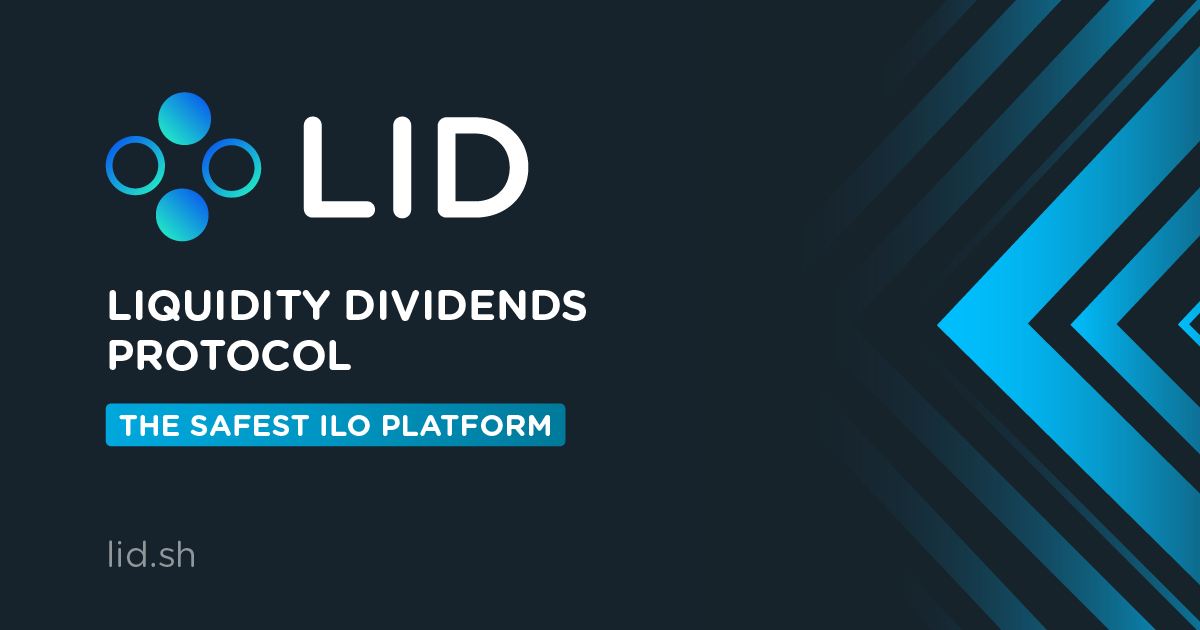 LID
LIQUIDITY DIVIDENDS
PROTOCOL
THE SAFEST ILO PLATFORM
lid.sh